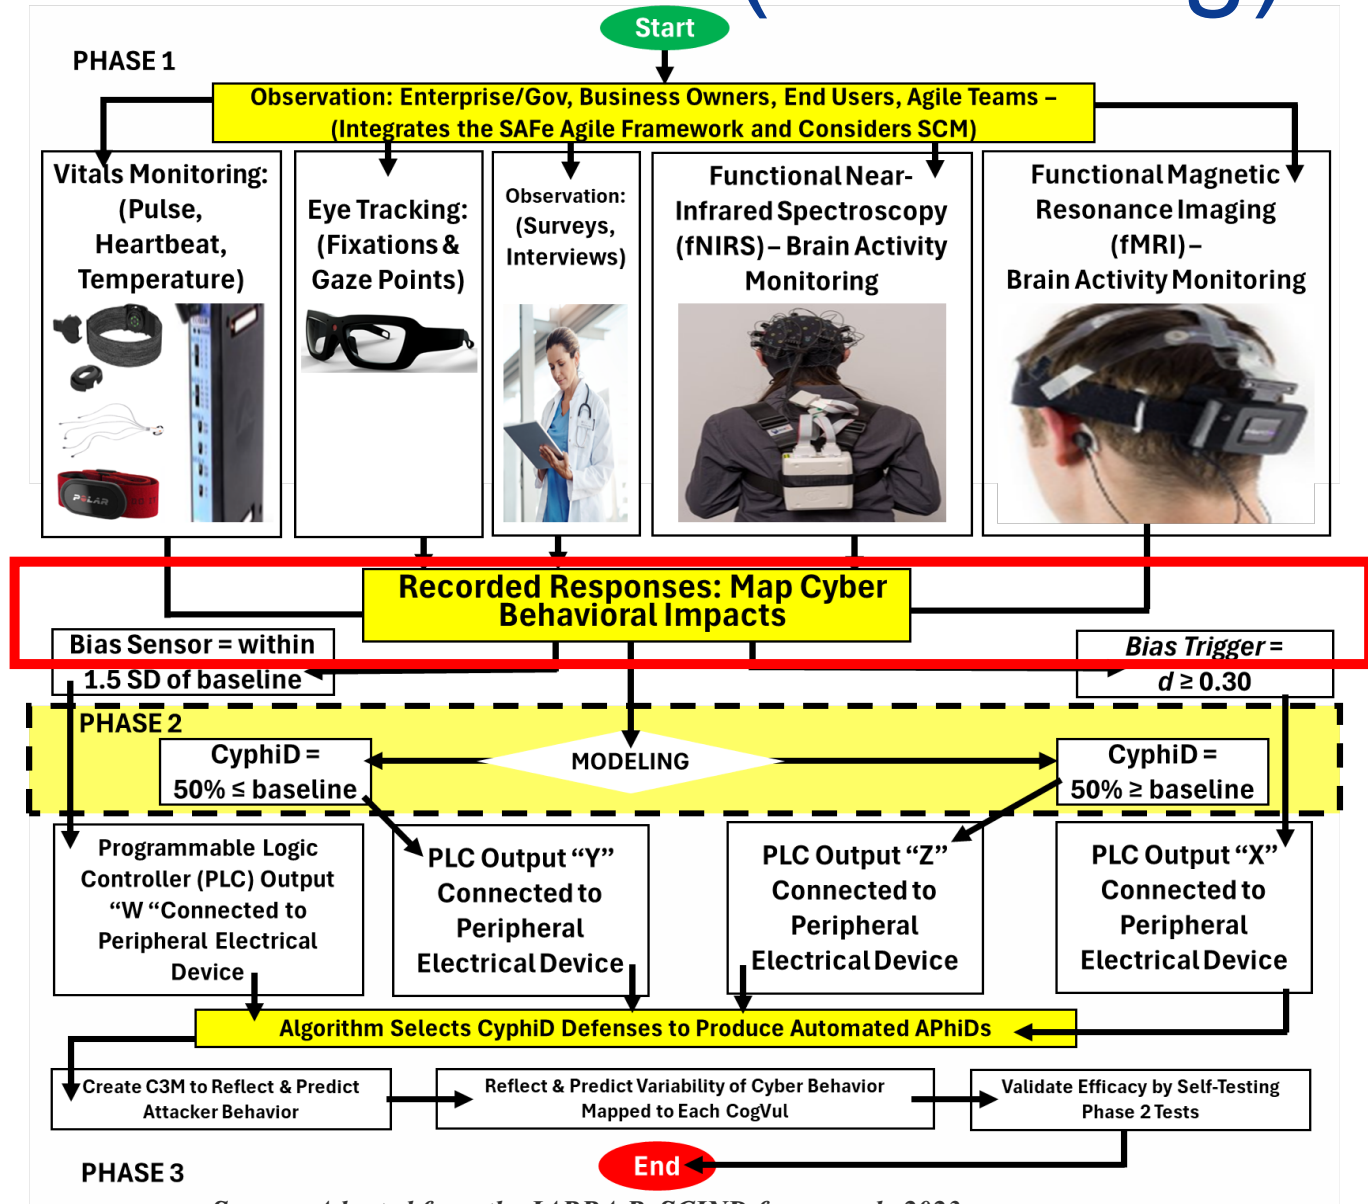 Start
PHASE 1
Observation: Enterprise/Gov, Business Owners, End Users, Agile Teams –
(Integrates the SAFe Agile Framework and Considers SCM)
Vitals Monitoring:
(Pulse,
Heartbeat,
Temperature)
Eye Tracking:
(Fixations &
Gaze Points)
Observation:
(Surveys,
Interviews)
Functional Near-
Infrared Spectroscopy
(fNIRS) – Brain Activity
Monitoring
Functional Magnetic
Resonance Imaging
(fMRI) –
Brain Activity Monitoring
POLAR
Recorded Responses: Map Cyber
Behavioral Impacts
Bias Sensor = within
1.5 SD of baseline
Bias Trigger =
d ≥ 0.30
PHASE 2
CyphiD =
50% ≤ baseline
MODELING
CyphiD =
50% ≥ baseline
Programmable Logic
Controller (PLC) Output
“W “Connected to
Peripheral Electrical
Device
PLC Output “Y”
Connected to
Peripheral
Electrical Device
PLC Output “Z”
Connected to
Peripheral
Electrical Device
PLC Output “X”
Connected to
Peripheral
Electrical Device
Algorithm Selects CyphiD Defenses to Produce Automated APhiDs
Create C3M to Reflect & Predict
Attacker Behavior
Reflect & Predict Variability of Cyber Behavior
Mapped to Each CogVul
Validate Efficacy by Self-Testing
Phase 2 Tests
End
PHASE 3